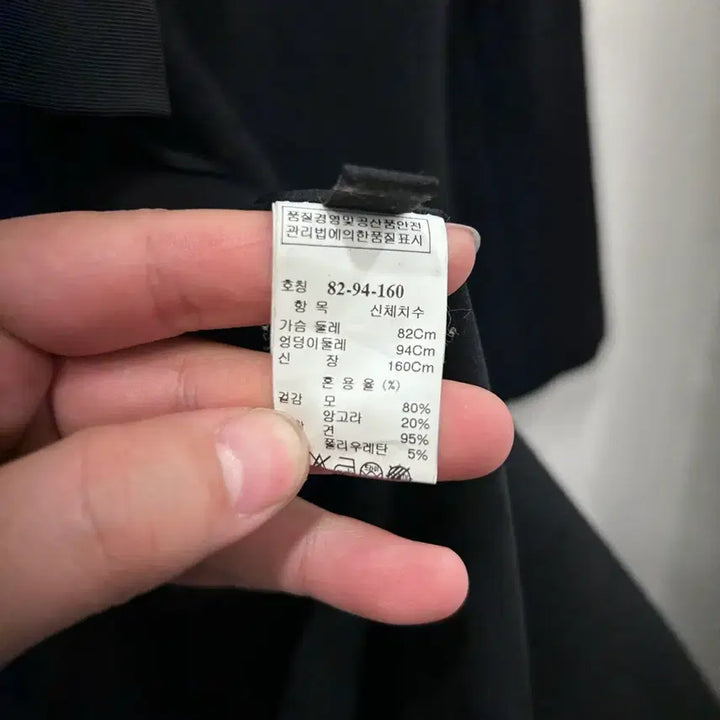 품질경영및공산품안전
관리법에의한품질표시
호칭 82-94-160
항 목 신체치수
가슴 둘레 82Cm
엉덩이둘레 94Cm
신 장 160Cm
혼 용 율 (%)
겉감 모 80%
앙고라 20%
견 95%
폴리우레탄 5%